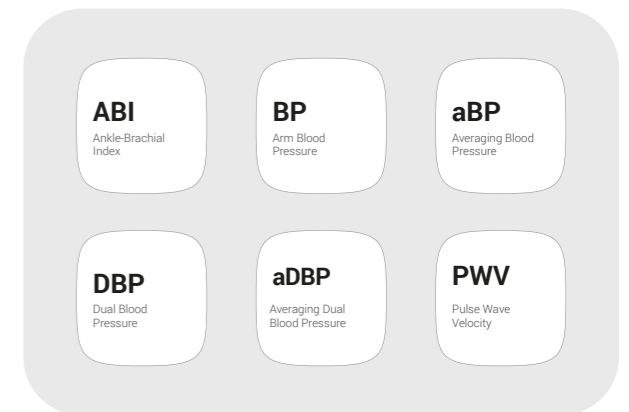 ABI
Ankle-Brachial
Index
BP
Arm Blood
Pressure
aBP
Averaging Blood
Pressure
DBP
Dual Blood
Pressure
aDBP
Averaging Dual
Blood Pressure
PWV
Pulse Wave
Velocity